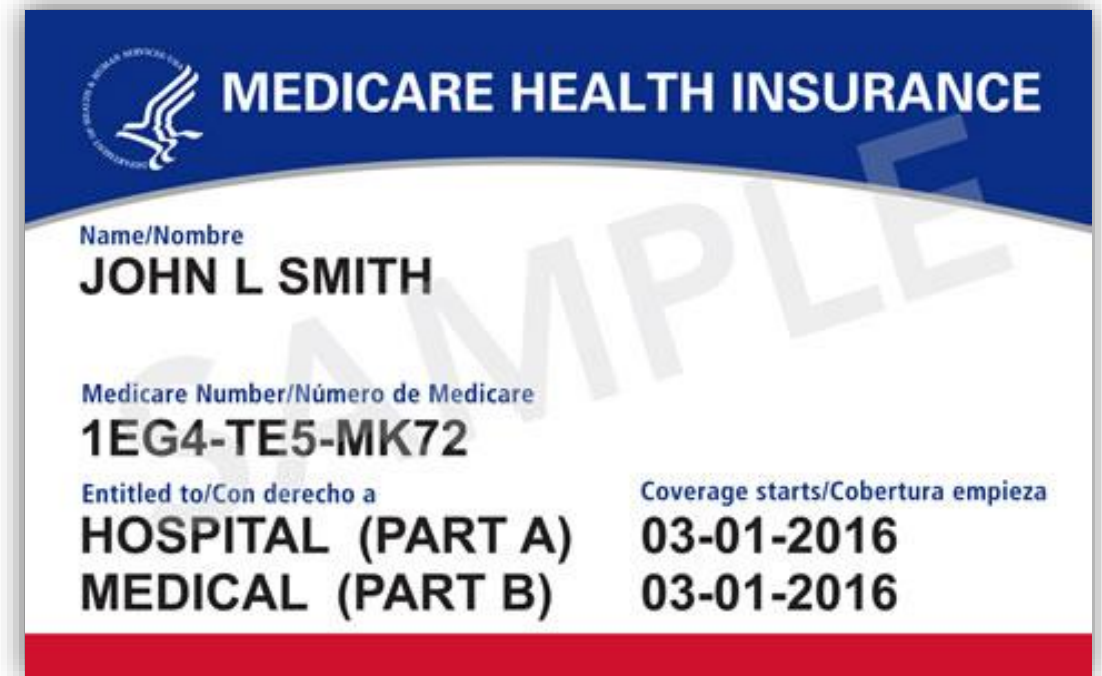 MEDICARE HEALTH INSURANCE
Name/Nombre
JOHN L SMITH
Medicare Number/Número de Medicare
1EG4-TE5-MK72
Entitled to/Con derecho a Coverage starts/Cobertura empieza
HOSPITAL (PART A) 03-01-2016
MEDICAL (PART B) 03-01-2016
SAMPLE